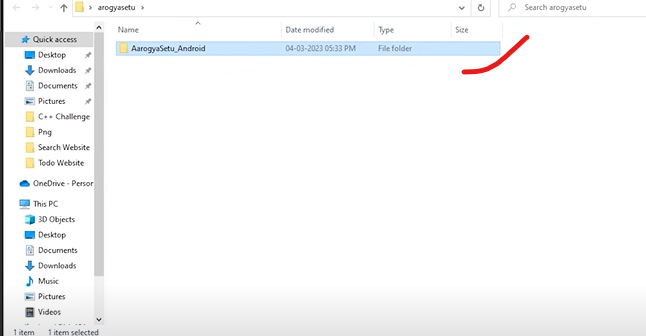 arogyasetu
Search arogyasetu
Name
Date modified
Type
Size
AarogyaSetu_Android
04-03-2023 05:33 PM
File folder
Quick access
Desktop
Downloads
Documents
Pictures
C++ Challenge
Png
Search Website
Todo Website
OneDrive - Person
This PC
3D Objects
Desktop
Documents
Downloads
Music
Pictures
Videos
1 item
1 item selected